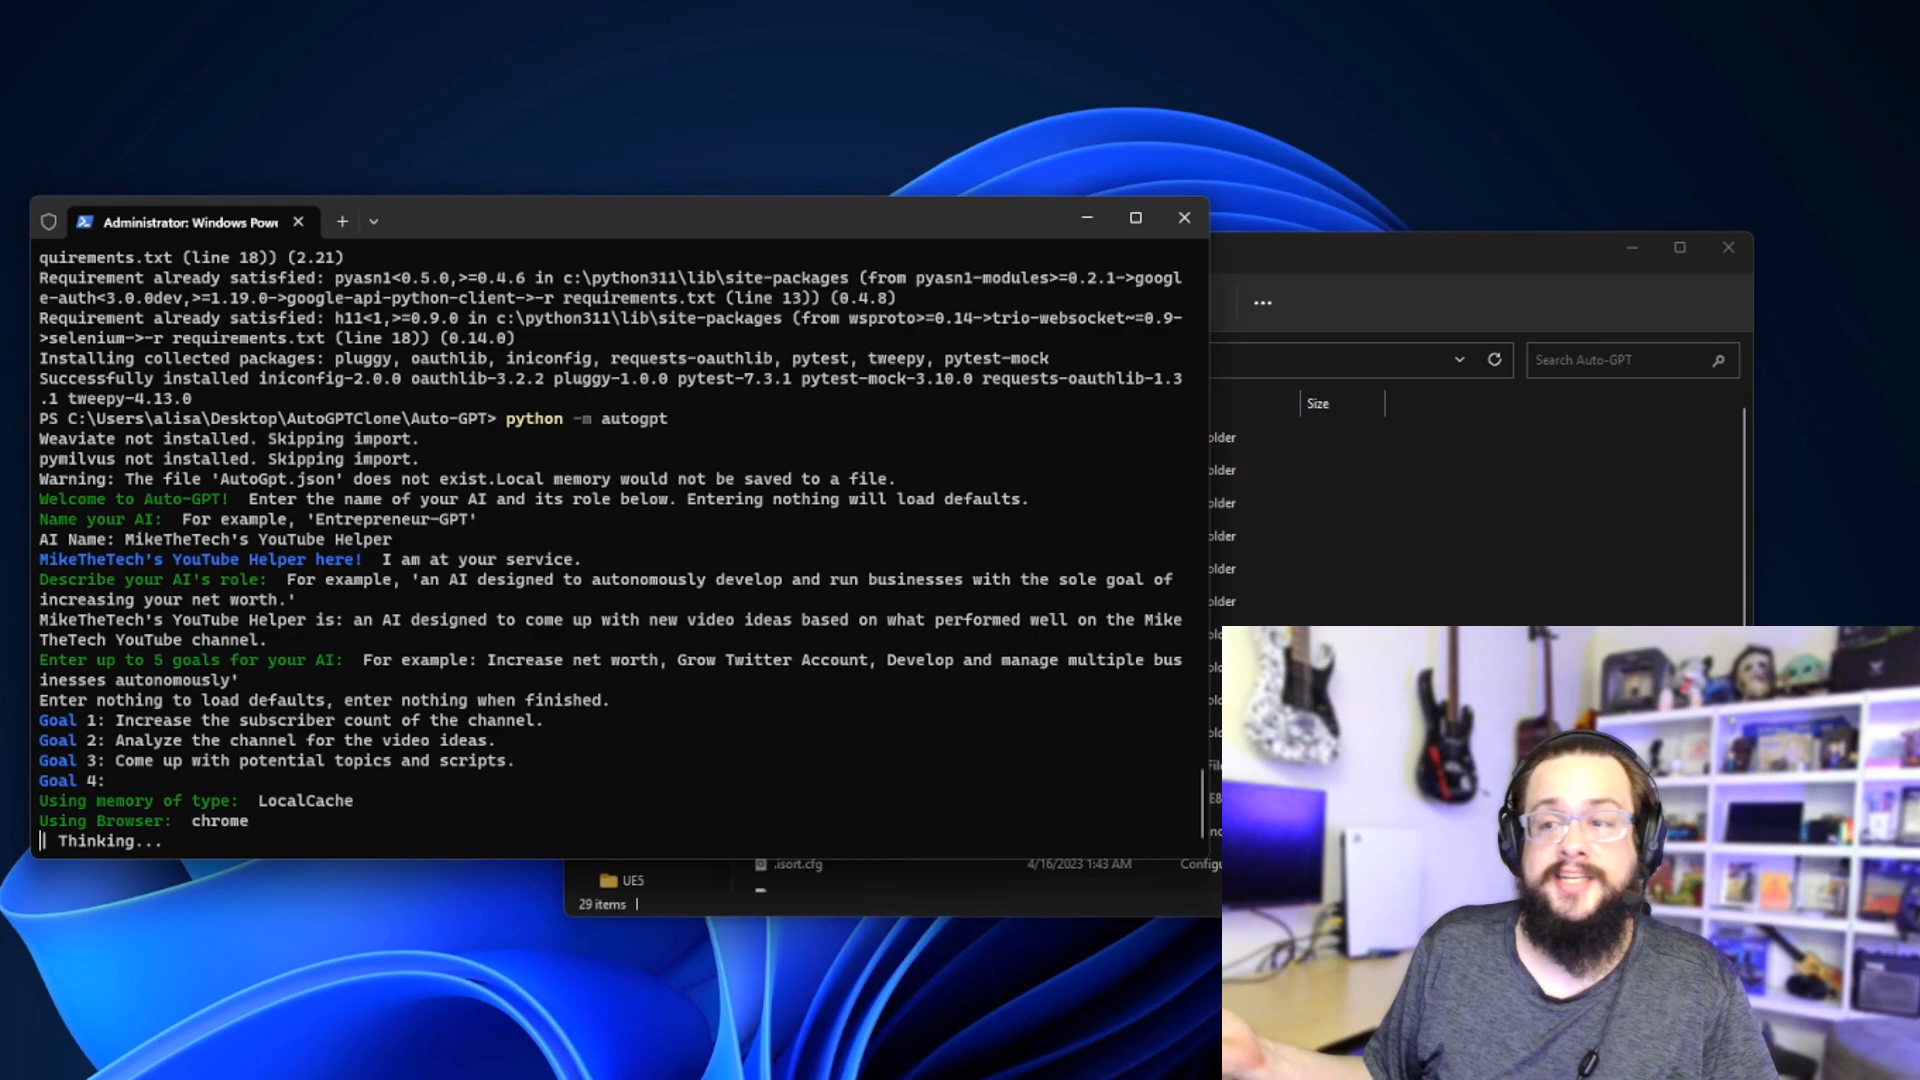 Administrator: Windows Powe
quirements.txt (line 18)) (2.21)
Requirement already satisfied: pyasn1<0.5.0,>=0.4.6 in c:\python311\lib\site-packages (from pyasn1-modules>=0.2.1->googl
e-auth<3.0.0dev,>=1.19.0->google-api-python-client->-r requirements.txt (line 13)) (0.4.8)
Requirement already satisfied: h11<1,>=0.9.0 in c:\python311\lib\site-packages (from wsproto>=0.14->trio-websocket~=0.9-
>selenium->-r requirements.txt (line 18)) (0.14.0)
Installing collected packages: pluggy, oauthlib, iniconfig, requests-oauthlib, pytest, tweepy, pytest-mock
Successfully installed iniconfig-2.0.0 oauthlib-3.2.2 pluggy-1.0.0 pytest-7.3.1 pytest-mock-3.10.0 requests-oauthlib-1.3
.1 tweepy-4.13.0
PS C:\Users\alisa\Desktop\AutoGPTClone\Auto-GPT> python -m autogpt
Weaviate not installed. Skipping import.
pymilvus not installed. Skipping import.
Warning: The file 'AutoGpt.json' does not exist.Local memory would not be saved to a file.
Welcome to Auto-GPT!  Enter the name of your AI and its role below. Entering nothing will load defaults.
Name your AI:  For example, 'Entrepreneur-GPT'
AI Name: MikeTheTech's YouTube Helper
MikeTheTech's YouTube Helper here!  I am at your service.
Describe your AI's role:  For example, 'an AI designed to autonomously develop and run businesses with the sole goal of
increasing your net worth.'
MikeTheTech's YouTube Helper is: an AI designed to come up with new video ideas based on what performed well on the Mike
TheTech YouTube channel.
Enter up to 5 goals for your AI:  For example: Increase net worth, Grow Twitter Account, Develop and manage multiple bus
inesses autonomously'
Enter nothing to load defaults, enter nothing when finished.
Goal 1: Increase the subscriber count of the channel.
Goal 2: Analyze the channel for the video ideas.
Goal 3: Come up with potential topics and scripts.
Goal 4:
Using memory of type:  LocalCache
Using Browser:  chrome
| Thinking...
Search Auto-GPT
Size
older
older
older
older
older
older
.isort.cfg 4/16/2023 1:43 AM Config
UE5
29 items